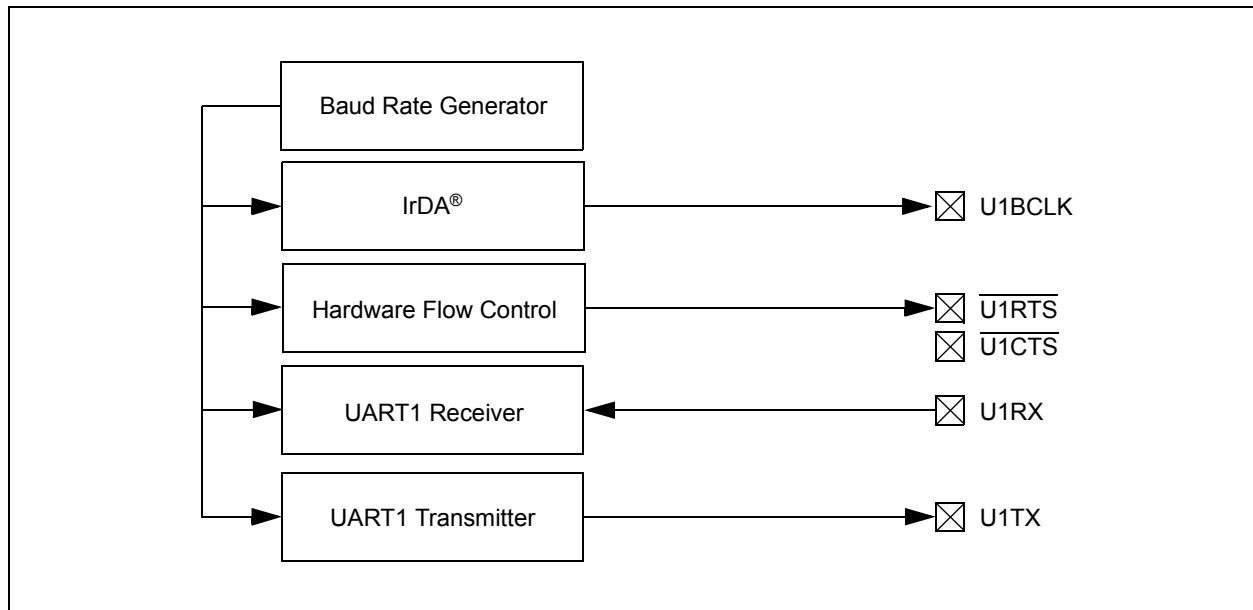 Baud Rate Generator
IrDA®
U1BCLK
Hardware Flow Control
U1RTS
U1CTS
UART1 Receiver
U1RX
UART1 Transmitter
U1TX